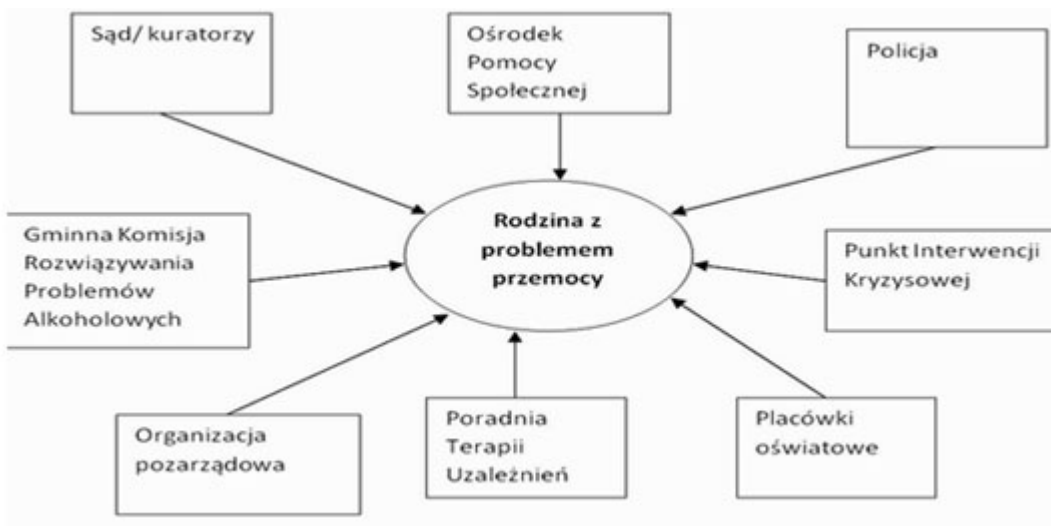 Sąd/ kuratorzy
Ośrodek
Pomocy
Społecznej
Policja
Rodzina z
problemem
przemocy
Gminna Komisja
Rozwiązywania
Problemów
Alkoholowych
Punkt Interwencji
Kryzysowej
Organizacja
pozarządowa
Poradnia
Terapii
Uzależnień
Placówki
oświatowe